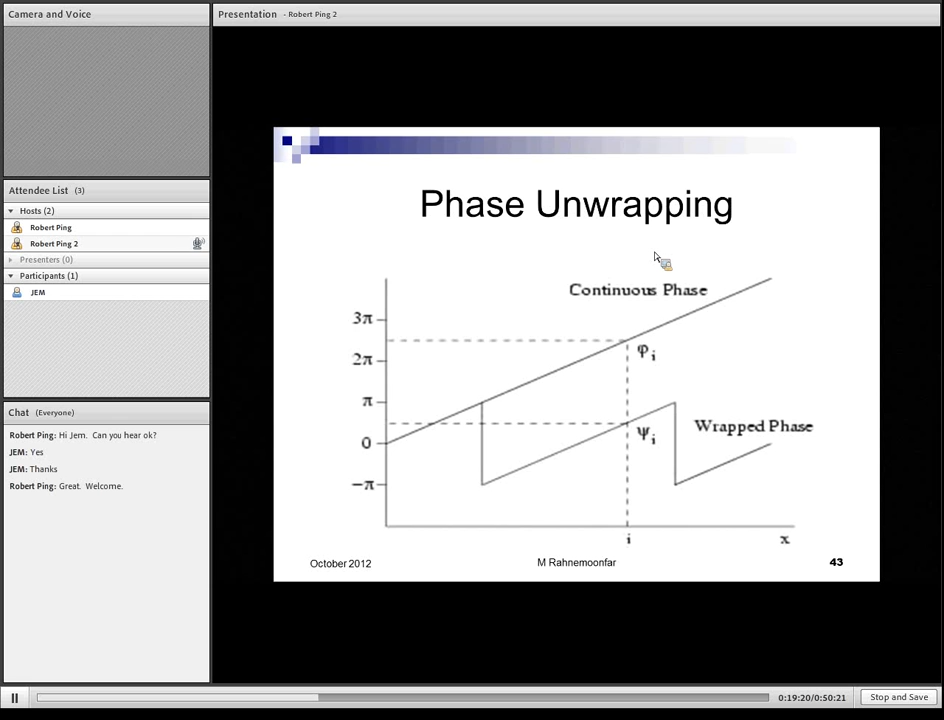 Camera and Voice
Presentation - Robert Ping 2
Attendee List (3)
Hosts (2)
Robert Ping
Robert Ping 2
Presenters (0)
Participants (1)
JEM
Chat (Everyone)
Robert Ping: Hi Jem. Can you hear ok?
JEM: Yes
JEM: Thanks
Robert Ping: Great. Welcome.
Phase Unwrapping
Continuous Phase
3π
φi
2π
π
Wrapped Phase
ψi
0
−π
i
x
October 2012
M Rahnemoonfar
43
0:19:20/0:50:21
Stop and Save